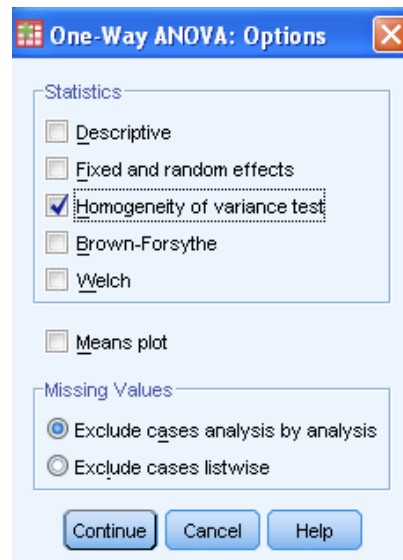 One-Way ANOVA: Options
Statistics
Descriptive
Fixed and random effects
Homogeneity of variance test
Brown-Forsythe
Welch
Means plot
Missing Values
Exclude cases analysis by analysis
Exclude cases listwise
Continue Cancel Help